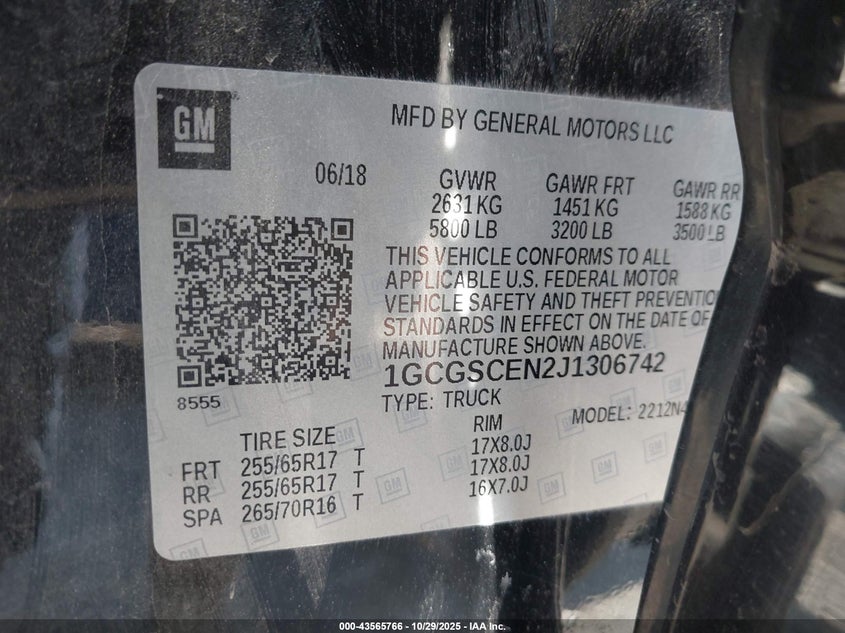 GM
MFD BY GENERAL MOTORS LLC
06/18
GVWR GAWR FRT GAWR RR
2631 KG 1451 KG 1588 KG
5800 LB 3200 LB 3500 LB
THIS VEHICLE CONFORMS TO ALL
APPLICABLE U.S. FEDERAL MOTOR
VEHICLE SAFETY AND THEFT PREVENTIO
STANDARDS IN EFFECT ON THE DATE OF
MANUFACTURE SHOWN ABOVE.
1GCGSCEN2J1306742
8555
TYPE: TRUCK
MODEL: 2212N4
TIRE SIZE RIM
FRT 255/65R17 T 17X8.0J
RR 255/65R17 T 17X8.0J
SPA 265/70R16 T 16X7.0J
000-43565766 - 10/29/2025 - IAA Inc.